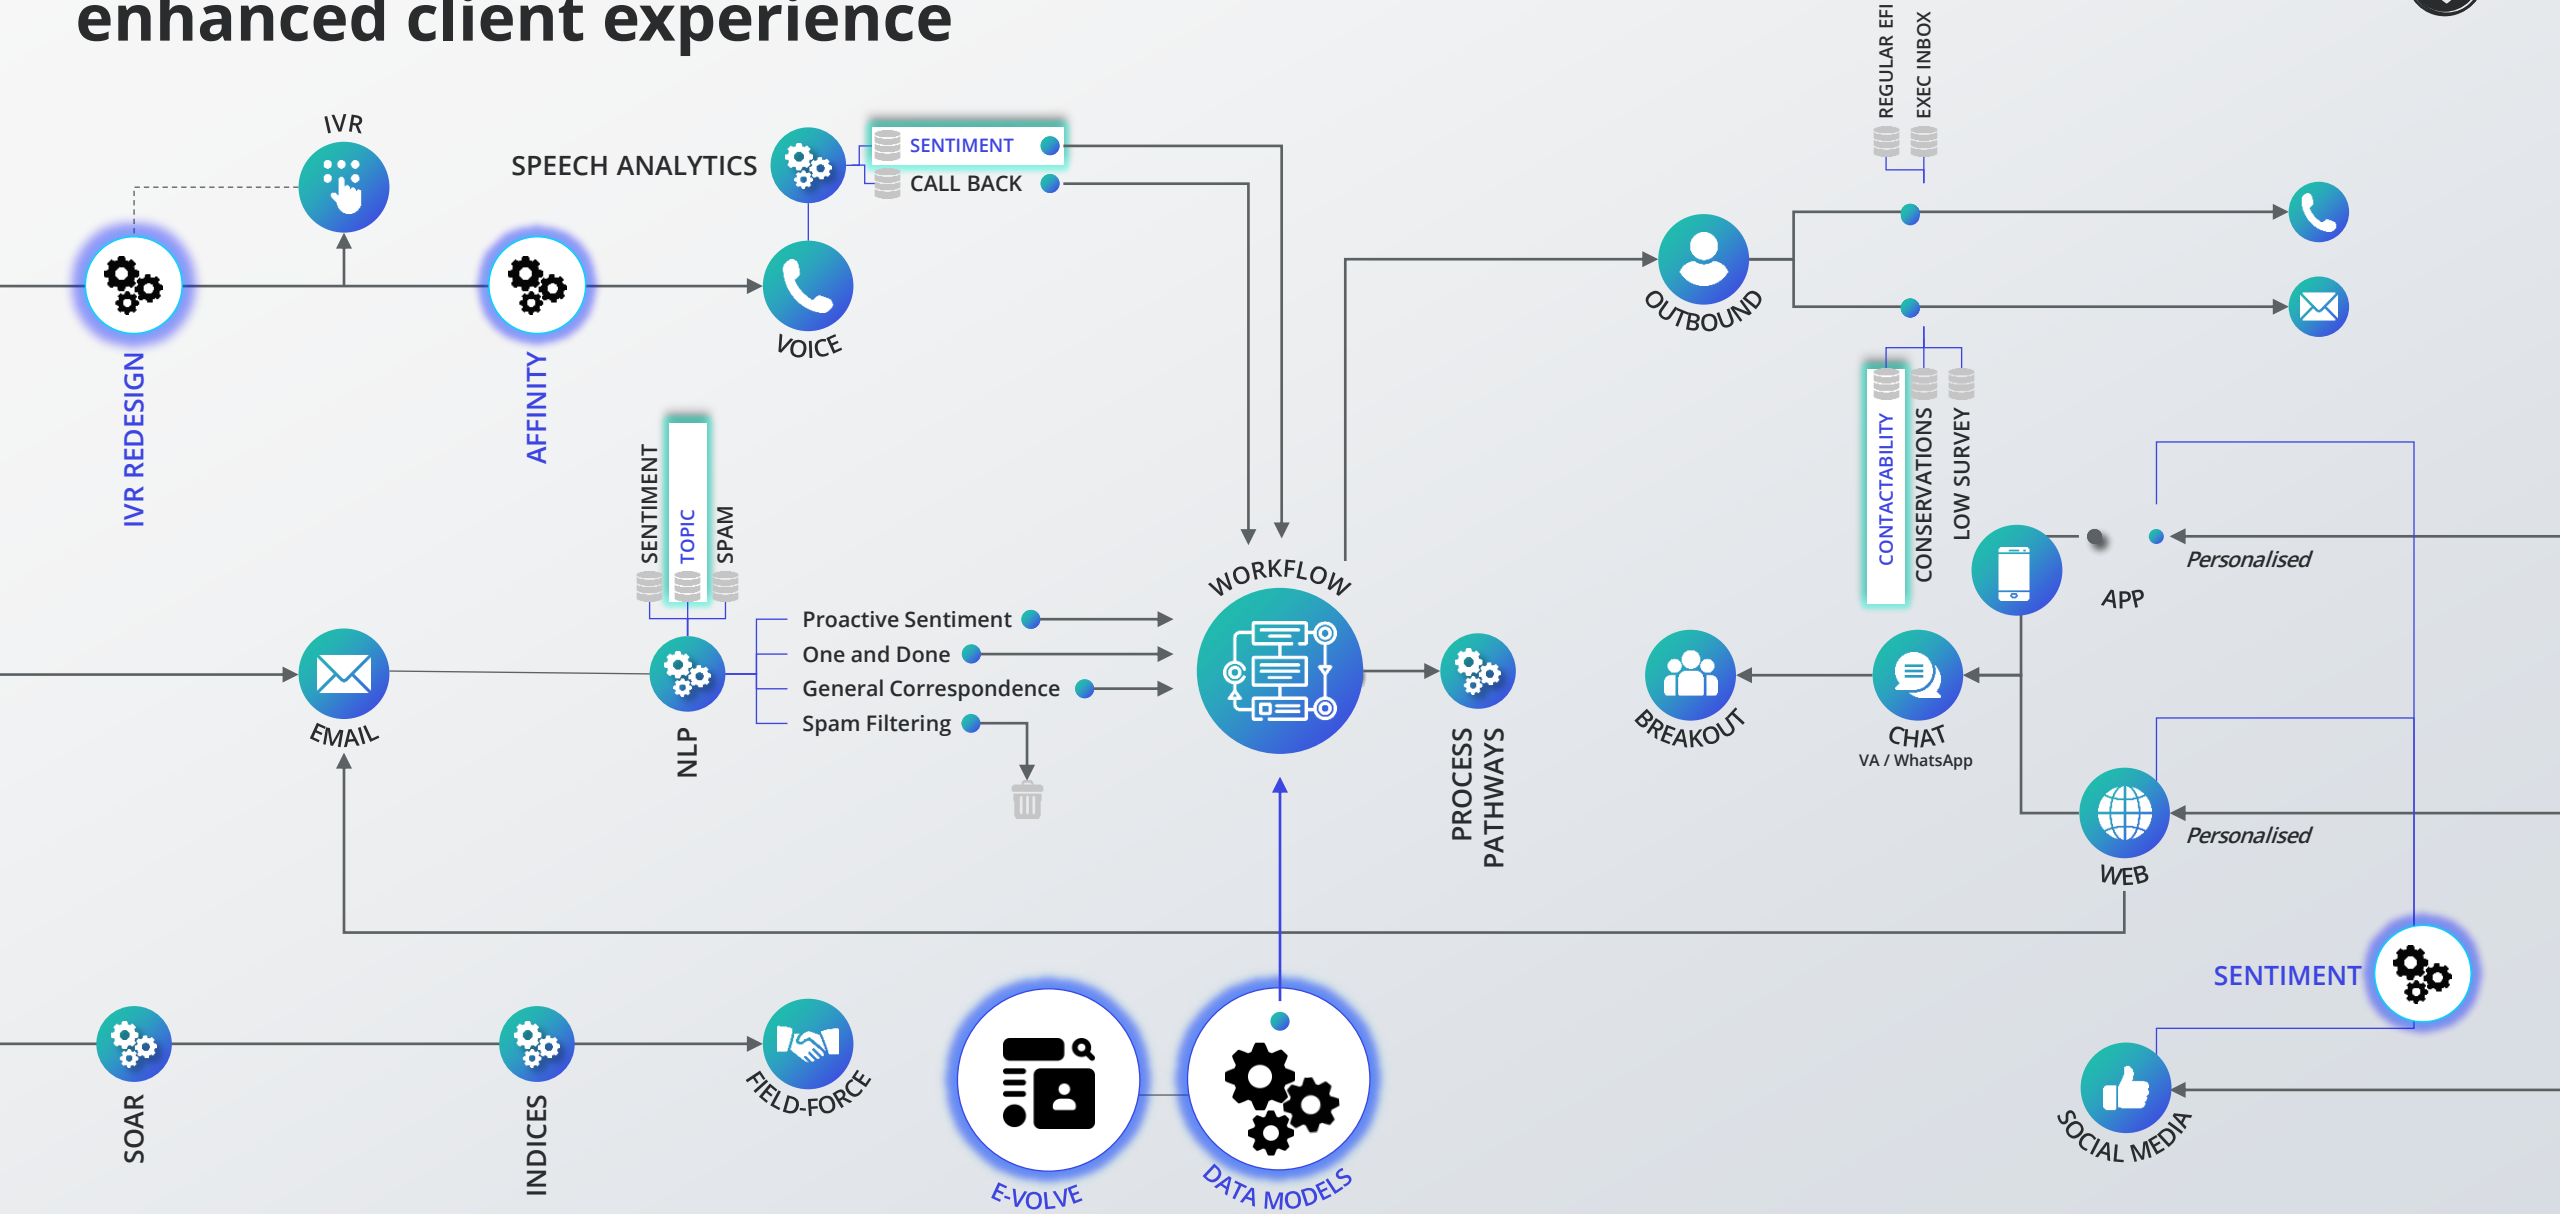 enhanced client experience
REGULAR EFI
EXEC INBOX
IVR
SPEECH ANALYTICS
SENTIMENT
CALL BACK
IVR REDESIGN
AFFINITY
VOICE
OUTBOUND
CONTACTABILITY
CONSERVATIONS
LOW SURVEY
SENTIMENT
TOPIC
SPAM
WORKFLOW
Personalised
APP
Proactive Sentiment
One and Done
General Correspondence
Spam Filtering
EMAIL
NLP
PROCESS
PATHWAYS
BREAKOUT
CHAT
VA / WhatsApp
Personalised
WEB
SENTIMENT
SOAR
INDICES
FIELD-FORCE
E-VOLVE
DATA MODELS
SOCIAL MEDIA